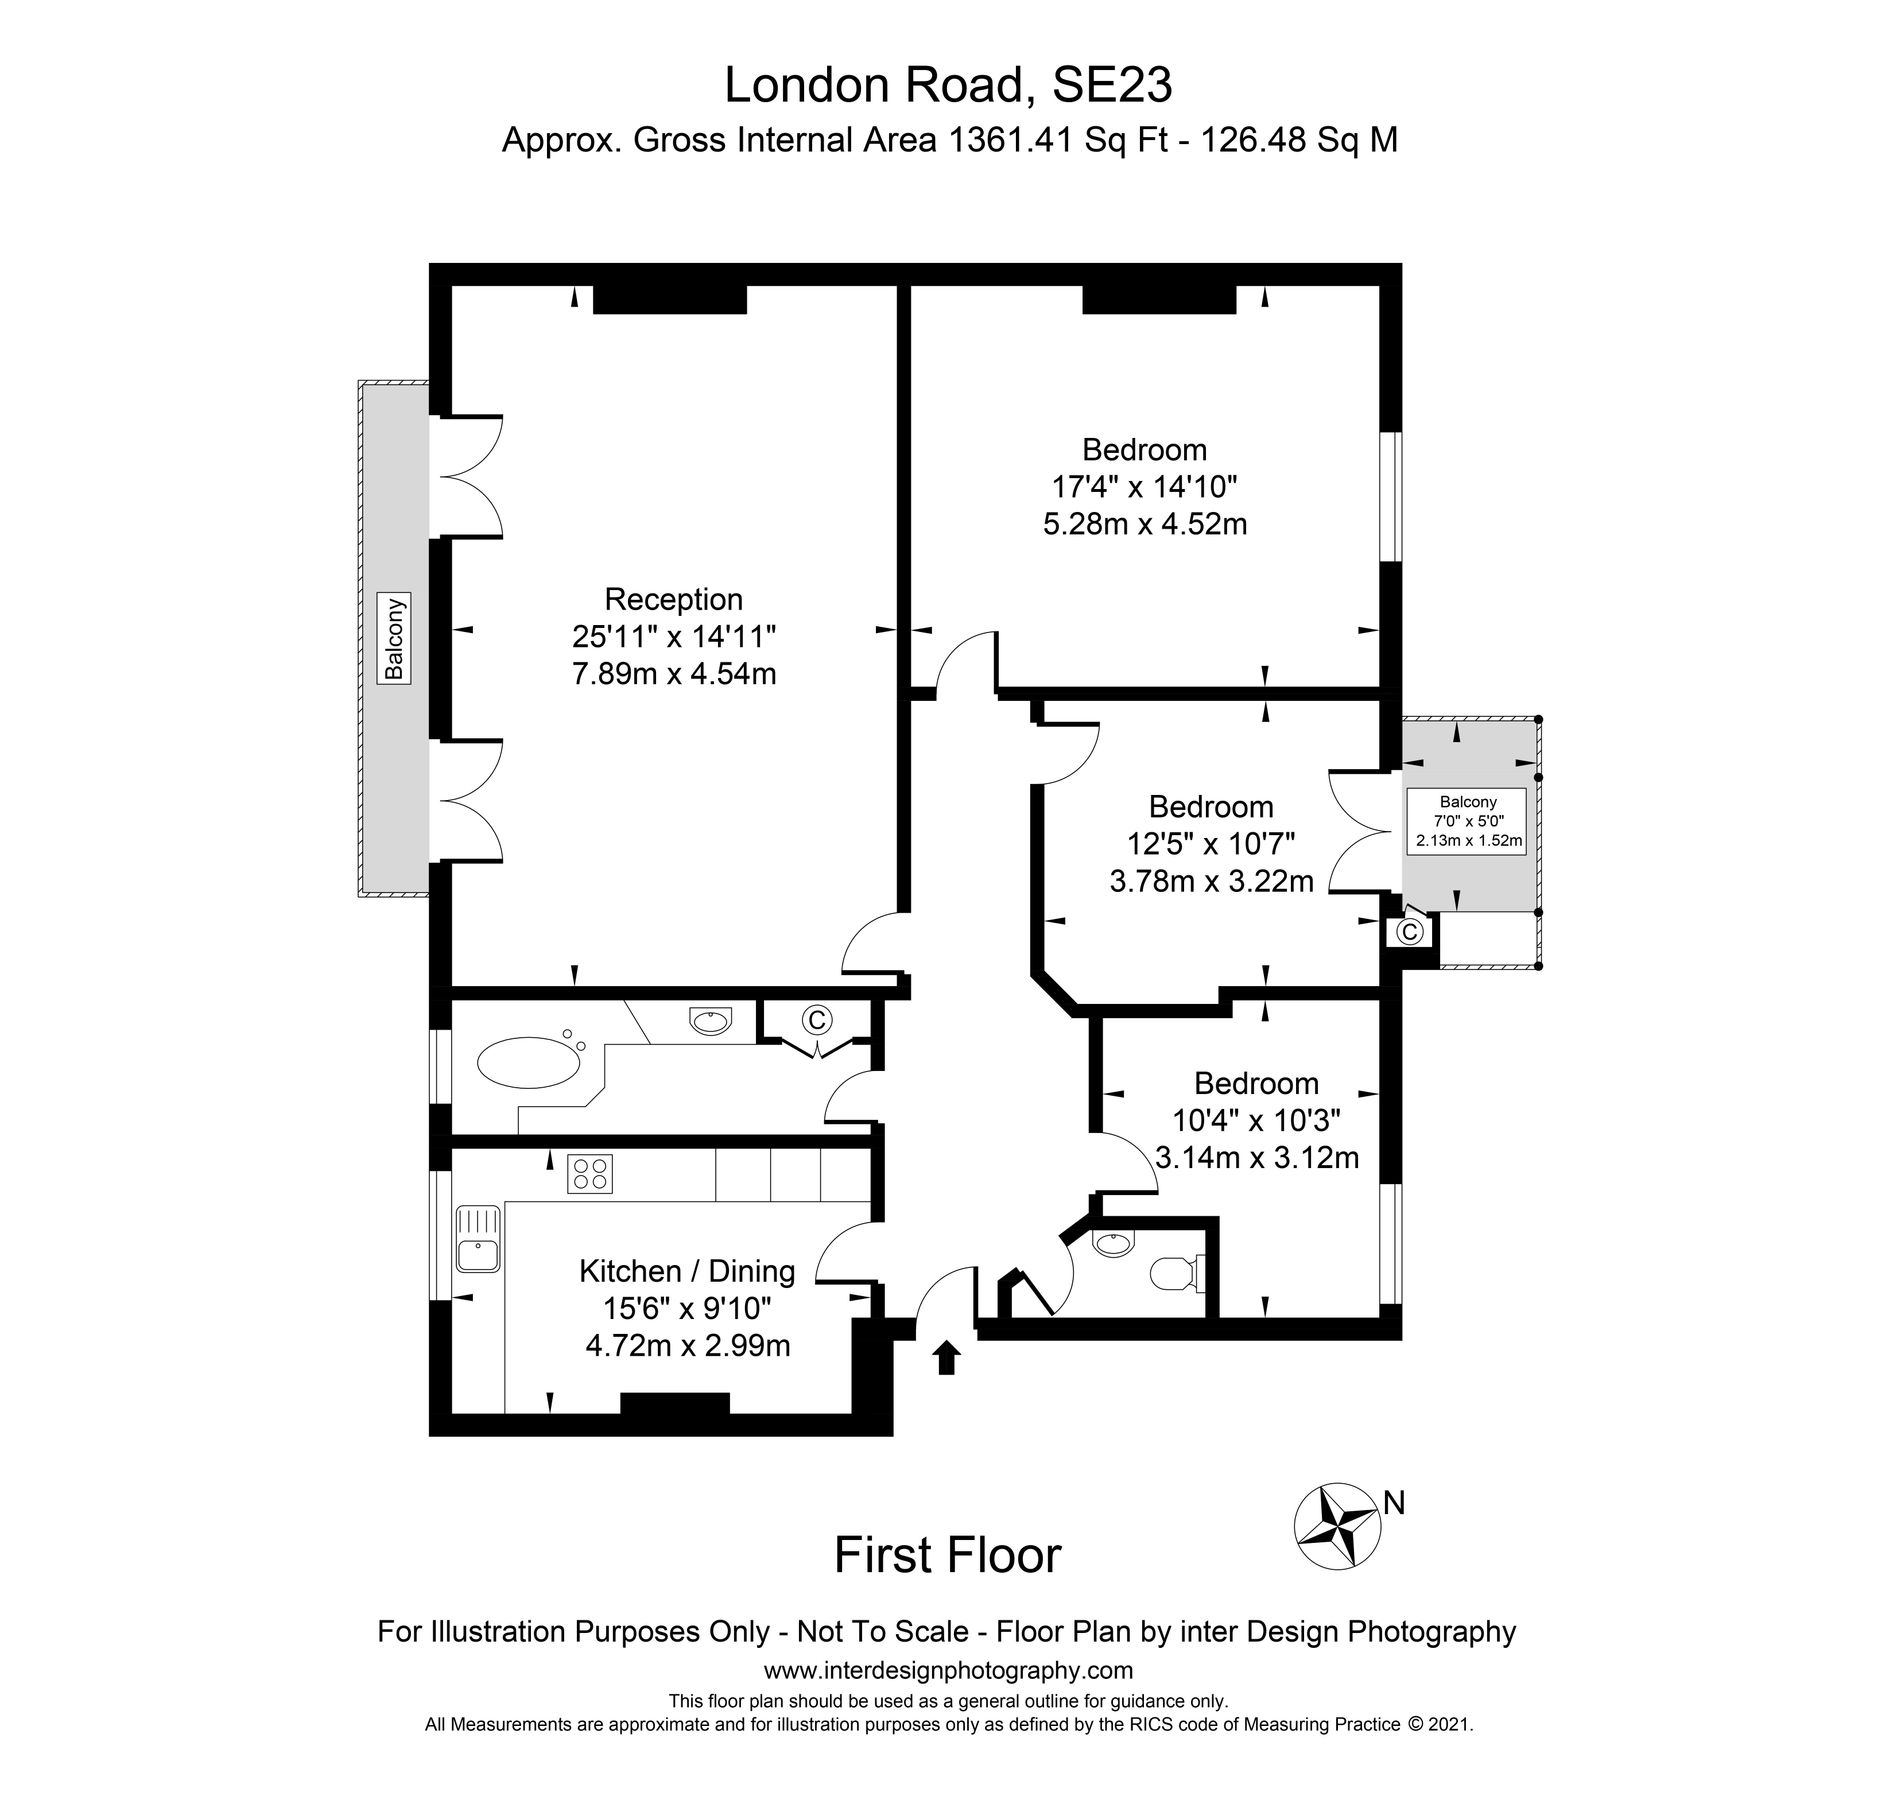 London Road, SE23
Approx. Gross Internal Area 1361.41 Sq Ft - 126.48 Sq M
Bedroom
17'4" x 14'10"
5.28m x 4.52m
Reception
25'11" x 14'11"
7.89m x 4.54m
Balcony
Bedroom
12'5" x 10'7"
3.78m x 3.22m
Balcony
7'0" x 5'0"
2.13m x 1.52m
C
C
Bedroom
10'4" x 10'3"
3.14m x 3.12m
Kitchen / Dining
15'6" x 9'10"
4.72m x 2.99m
N
First Floor
For Illustration Purposes Only - Not To Scale - Floor Plan by inter Design Photography
www.interdesignphotography.com
This floor plan should be used as a general outline for guidance only.
All Measurements are approximate and for illustration purposes only as defined by the RICS code of Measuring Practice © 2021.